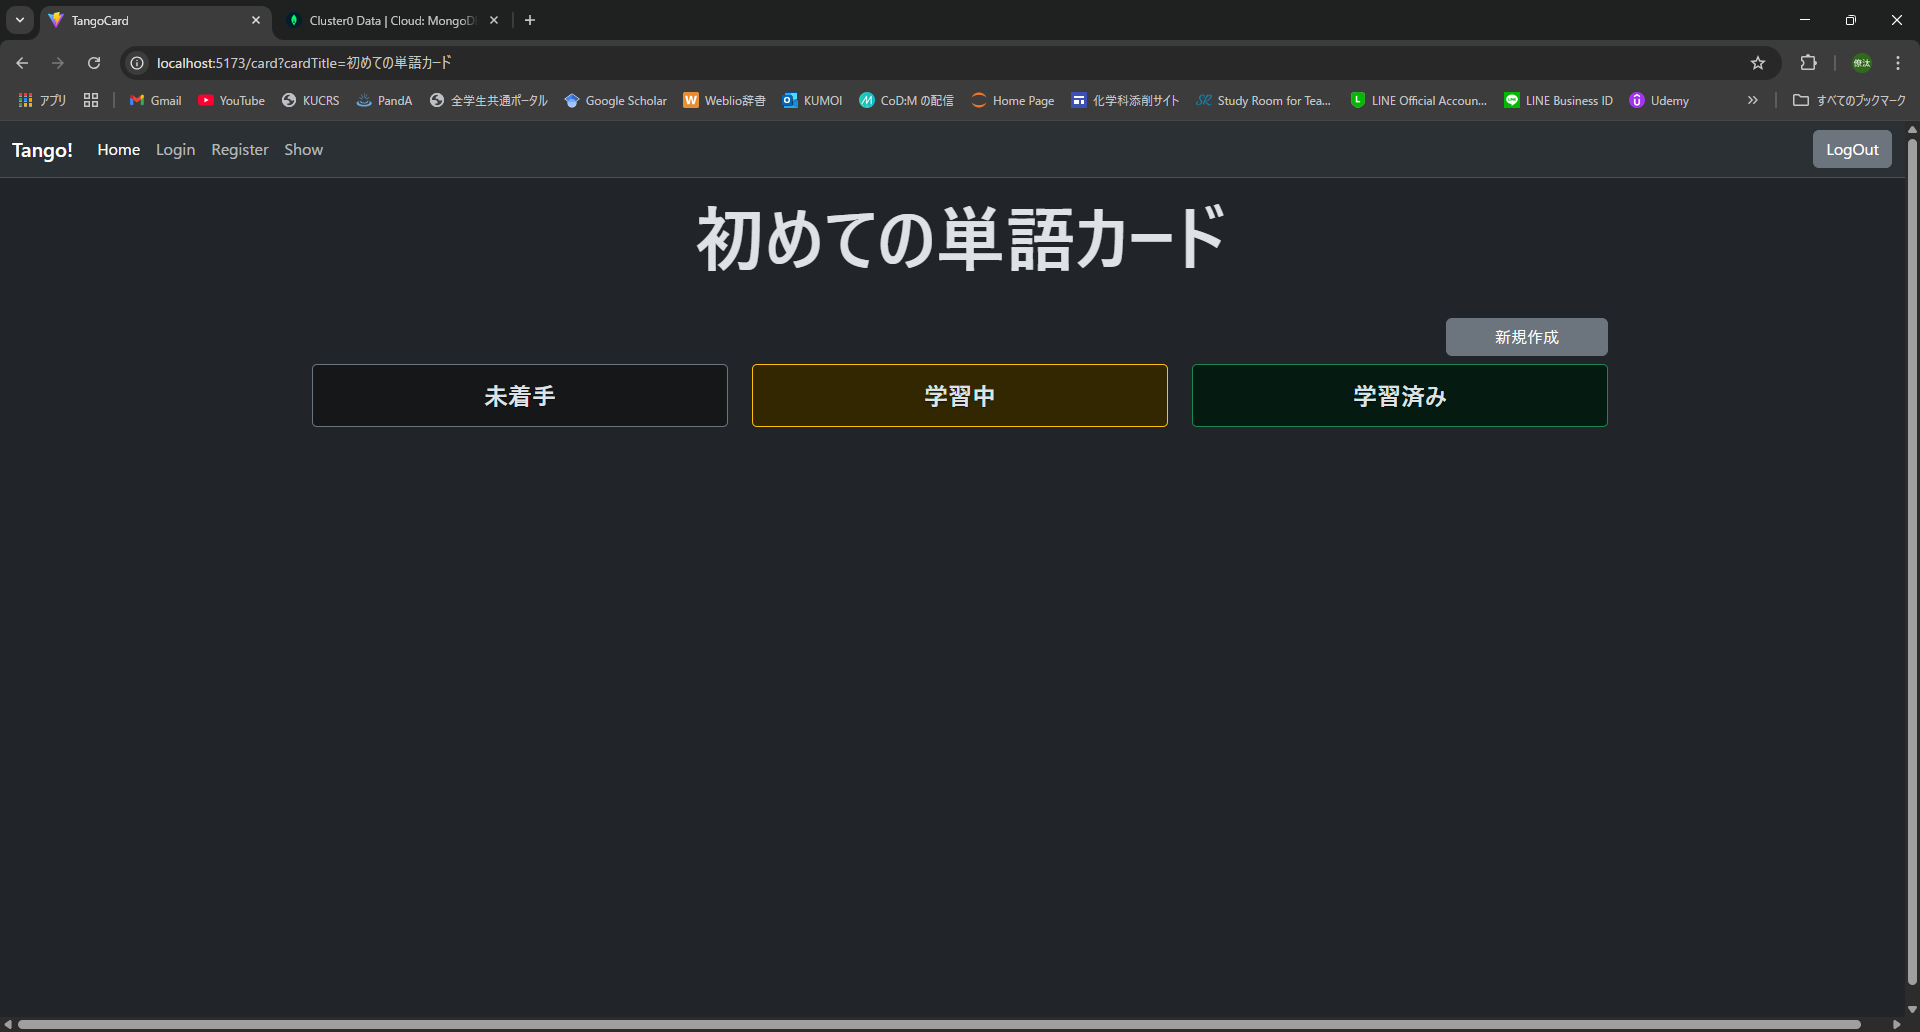 TangoCard
Cluster0 Data | Cloud: MongoD
localhost:5173/card?cardTitle=初めての単語カード
僚汰
アプリ
Gmail
YouTube
KUCRS
PandA
全学生共通ポータル
Google Scholar
Weblio辞書
KUMOI
CoD:M の配信
Home Page
化学科添削サイト
Study Room for Tea...
LINE Official Accoun...
LINE Business ID
Udemy
すべてのブックマーク
Tango! Home Login Register Show LogOut
初めての単語カード
新規作成
未着手 学習中 学習済み